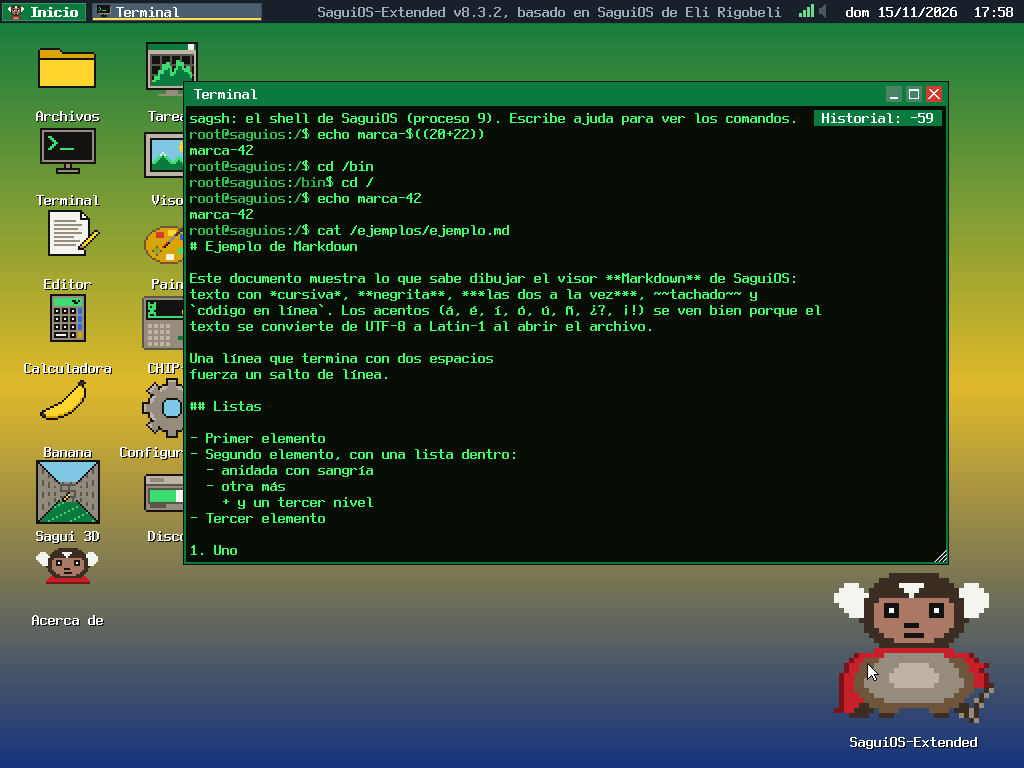 Inicio
Terminal
SaguiOS-Extended v8.3.2, basado en SaguiOS de Eli Rigobeli
dom 15/11/2026 17:58
Archivos
Terminal
Editor
Calculadora
Banana
Sagui 3D
Acerca de
Tarea
Viso
Pain
CHIP
Configur
Disco
Terminal
sagsh: el shell de SaguiOS (proceso 9). Escribe ajuda para ver los comandos.
Historial: -59
root@saguios:/$ echo marca-$((20+22))
marca-42
root@saguios:/$ cd /bin
root@saguios:/bin$ cd /
root@saguios:/$ echo marca-42
marca-42
root@saguios:/$ cat /ejemplos/ejemplo.md
# Ejemplo de Markdown
Este documento muestra lo que sabe dibujar el visor **Markdown** de SaguiOS:
texto con *cursiva*, **negrita**, ***las dos a la vez***, ~~tachado~~ y
`código en línea`. Los acentos (á, é, í, ó, ú, ñ, ¿?, ¡!) se ven bien porque el
texto se convierte de UTF-8 a Latin-1 al abrir el archivo.
Una línea que termina con dos espacios
fuerza un salto de línea.
## Listas
- Primer elemento
- Segundo elemento, con una lista dentro:
- anidada con sangría
- otra más
+ y un tercer nivel
- Tercer elemento
1. Uno
SaguiOS-Extended